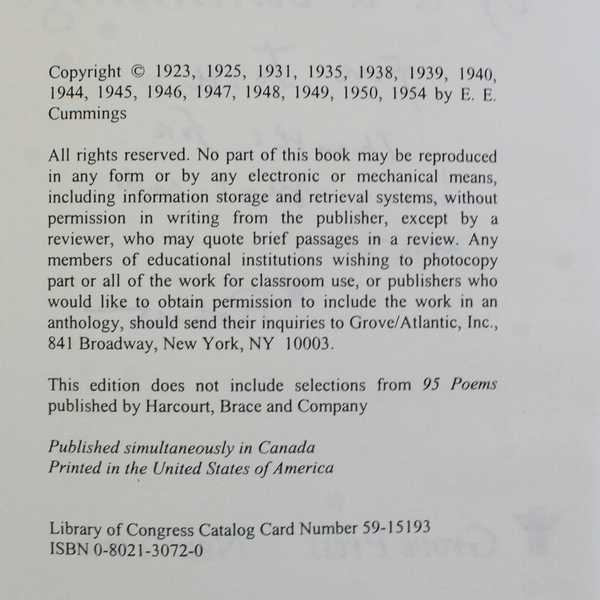 Copyright © 1923, 1925, 1931, 1935, 1938, 1939, 1940,
1944, 1945, 1946, 1947, 1948, 1949, 1950, 1954 by E. E.
Cummings
All rights reserved. No part of this book may be reproduced
in any form or by any electronic or mechanical means,
including information storage and retrieval systems, without
permission in writing from the publisher, except by a
reviewer, who may quote brief passages in a review. Any
members of educational institutions wishing to photocopy
part or all of the work for classroom use, or publishers who
would like to obtain permission to include the work in an
anthology, should send their inquiries to Grove/Atlantic, Inc.,
841 Broadway, New York, NY 10003.
This edition does not include selections from 95 Poems
published by Harcourt, Brace and Company
Published simultaneously in Canada
Printed in the United States of America
Library of Congress Catalog Card Number 59-15193
ISBN 0-8021-3072-0